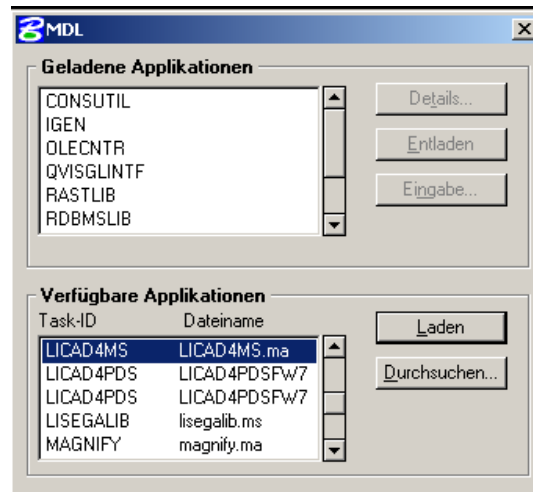 MDL
Geladene Applikationen
CONSUTIL
IGEN
OLECNTR
QVISGLINTF
RASTLIB
RDBMSLIB
Details...
Entladen
Eingabe...
Verfügbare Applikationen
Task-ID Dateiname
LICAD4MS LICAD4MS.ma
LICAD4PDS LICAD4PDSFW7
LICAD4PDS LICAD4PDSFW7
LISEGALIB lisegalib.ms
MAGNIFY magnify.ma
Laden
Durchsuchen...